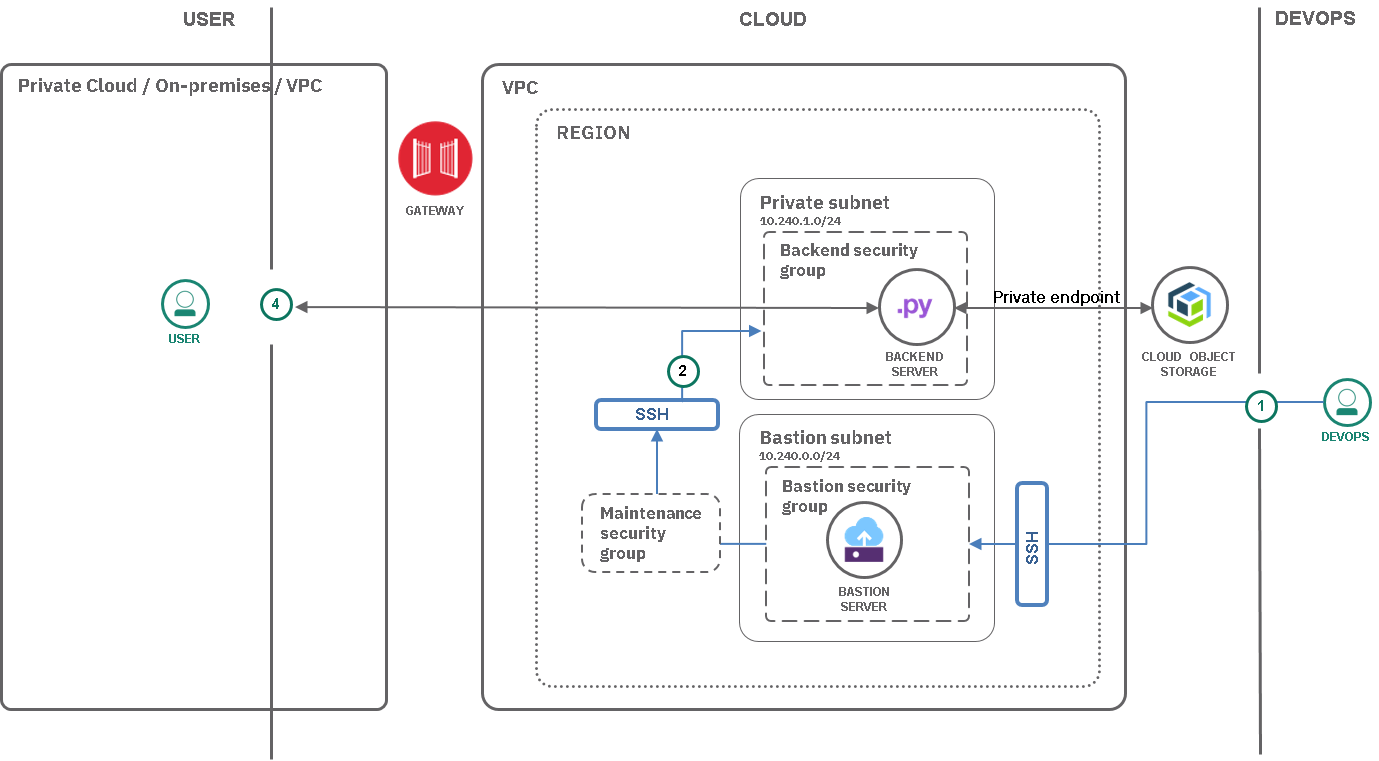 USER
CLOUD
DEVOPS
Private Cloud / On-premises / VPC
VPC
REGION
GATEWAY
Private subnet
10.240.1.0/24
Backend security
group
.py
BACKEND
SERVER
Private endpoint
CLOUD OBJECT
STORAGE
4
USER
2
SSH
1
DEVOPS
Bastion subnet
10.240.0.0/24
Bastion security
group
BASTION
SERVER
Maintenance
security
group
SSH